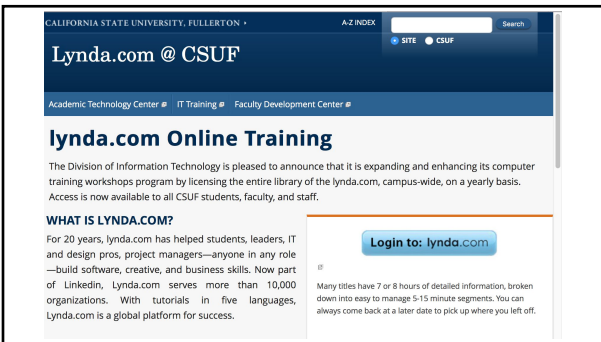 CALIFORNIA STATE UNIVERSITY, FULLERTON
A-Z INDEX
Search
SITE CSUF
Lynda.com @ CSUF
Academic Technology Center IT Training Faculty Development Center
lynda.com Online Training
The Division of Information Technology is pleased to announce that it is expanding and enhancing its computer
training workshops program by licensing the entire library of the lynda.com, campus-wide, on a yearly basis.
Access is now available to all CSUF students, faculty, and staff.
WHAT IS LYNDA.COM?
For 20 years, lynda.com has helped students, leaders, IT
and design pros, project managers—anyone in any role
—build software, creative, and business skills. Now part
of Linkedin, Lynda.com serves more than 10,000
organizations. With tutorials in five languages,
Lynda.com is a global platform for success.
Login to: lynda.com
Many titles have 7 or 8 hours of detailed information, broken
down into easy to manage 5-15 minute segments. You can
always come back at a later date to pick up where you left off.